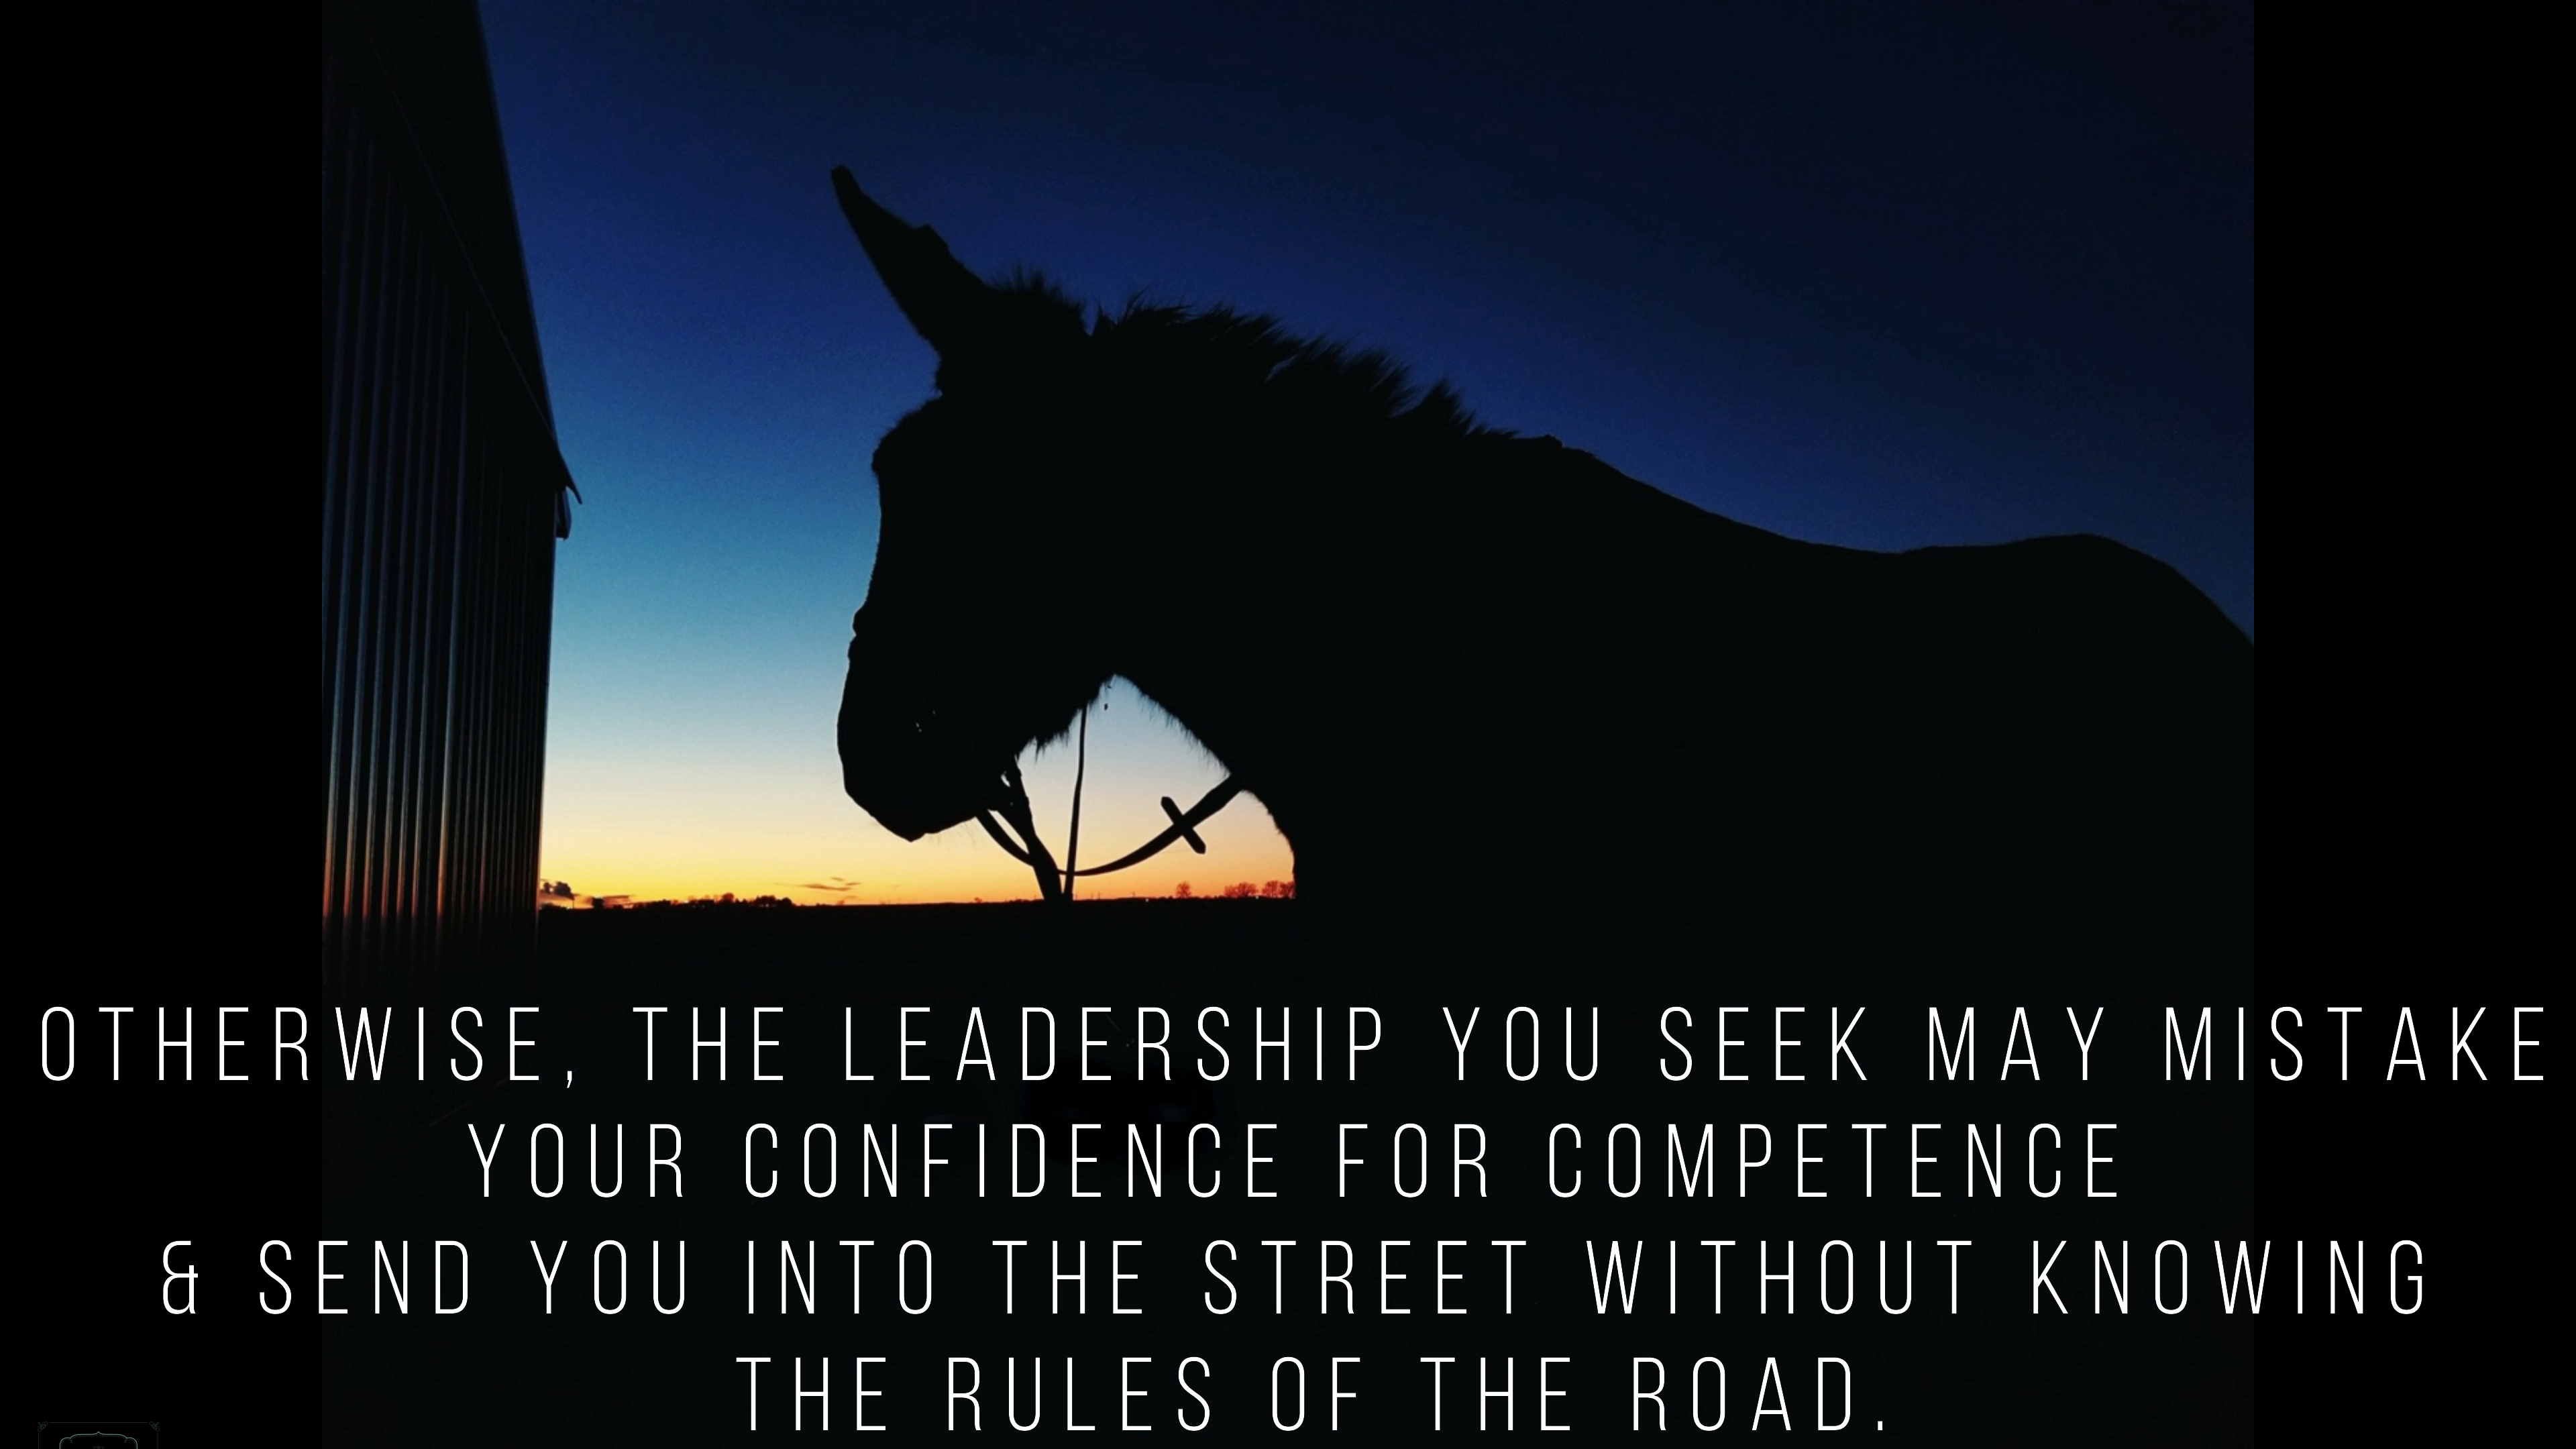 OTHERWISE, THE LEADERSHIP YOU SEEK MAY MISTAKE
YOUR CONFIDENCE FOR COMPETENCE
& SEND YOU INTO THE STREET WITHOUT KNOWING
THE RULES OF THE ROAD.